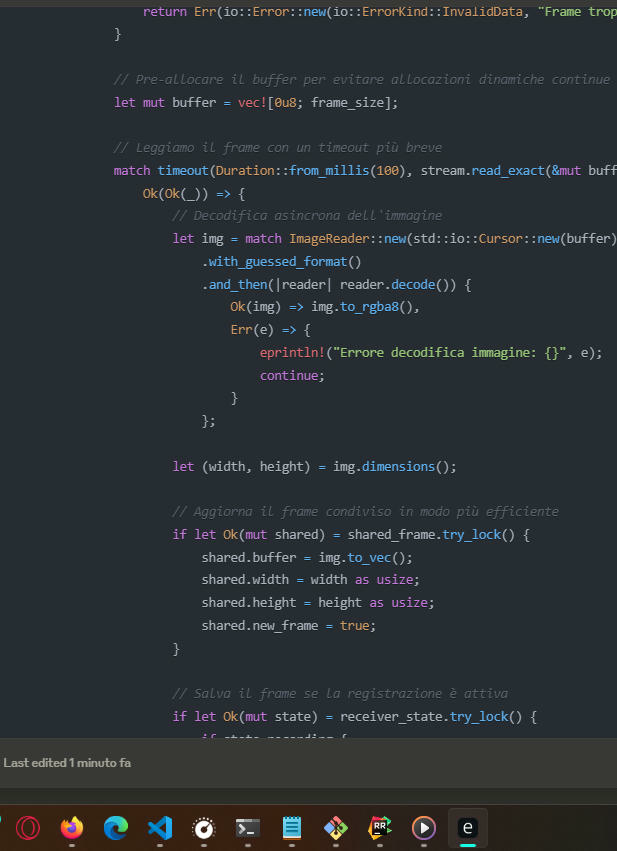 return Err(io::Error::new(io::ErrorKind::InvalidData, "Frame trop
}
// Pre-allocare il buffer per evitare allocazioni dinamiche continue
let mut buffer = vec![0u8; frame_size];
// Leggiamo il frame con un timeout più breve
match timeout(Duration::from_millis(100), stream.read_exact(&mut buff
Ok(Ok(_)) => {
// Decodifica asincrona dell'immagine
let img = match ImageReader::new(std::io::Cursor::new(buffer)
.with_guessed_format()
.and_then(|reader| reader.decode()) {
Ok(img) => img.to_rgba8(),
Err(e) => {
eprintln!("Errore decodifica immagine: {}", e);
continue;
}
};
let (width, height) = img.dimensions();
// Aggiorna il frame condiviso in modo più efficiente
if let Ok(mut shared) = shared_frame.try_lock() {
shared.buffer = img.to_vec();
shared.width = width as usize;
shared.height = height as usize;
shared.new_frame = true;
}
// Salva il frame se la registrazione è attiva
if let Ok(mut state) = receiver_state.try_lock() {
if state.recording {
Last edited 1 minuto fa
RR
e